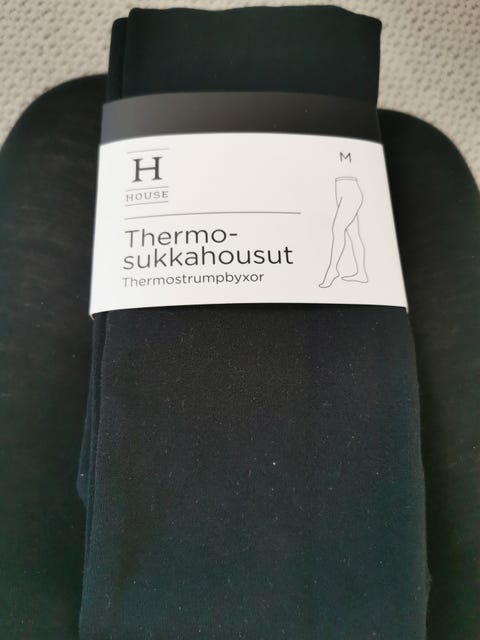 H
HOUSE
M
Thermo-
sukkahousut
Thermostrumpbyxor